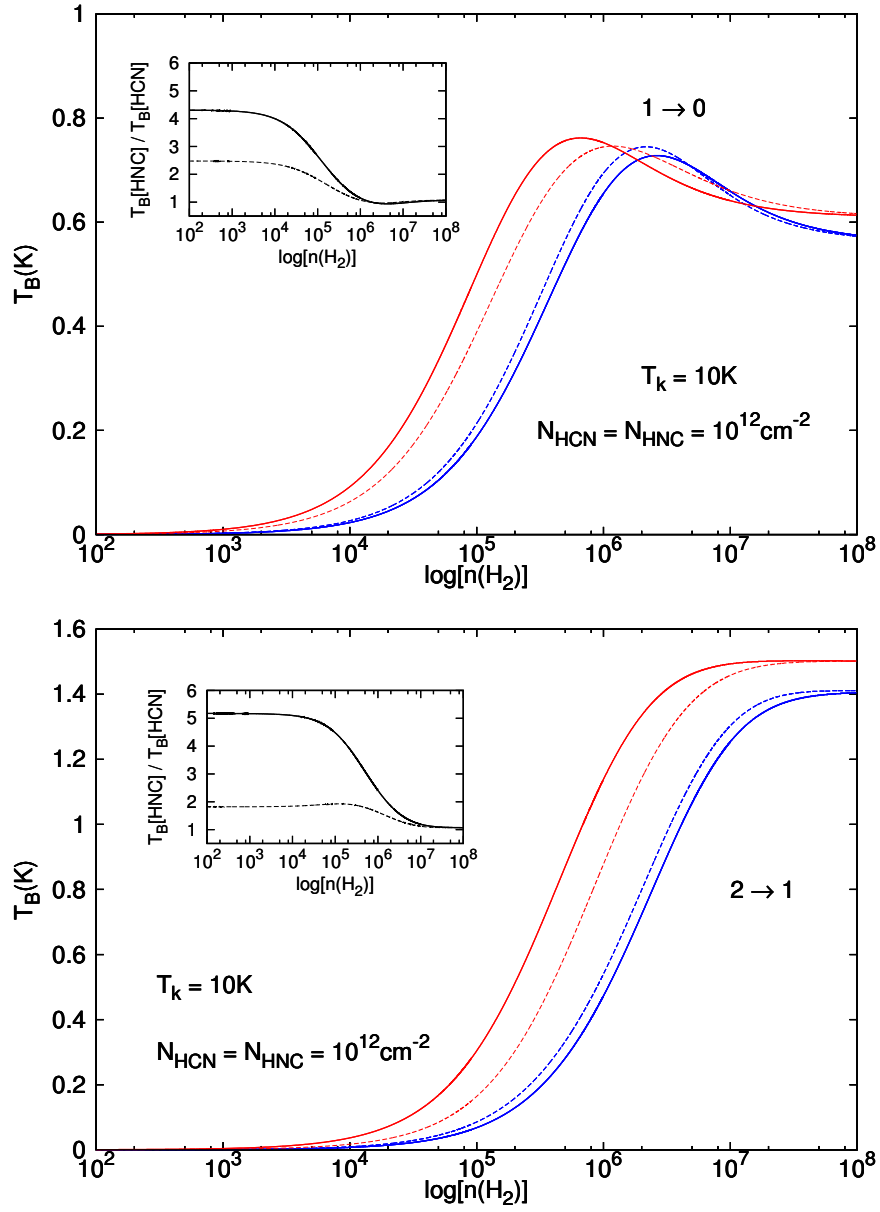 1
0.8
0.6
0.4
0.2
0
T_B(K)
10^2 10^3 10^4 10^5 10^6 10^7 10^8
log[n(H_2)]
1 → 0
T_k = 10K
N_HCN = N_HNC = 10^12cm^-2
6
5
4
3
2
1
T_B[HNC] / T_B[HCN]
10^2 10^3 10^4 10^5 10^6 10^7 10^8
log[n(H_2)]
1.6
1.4
1.2
1
0.8
0.6
0.4
0.2
0
T_B(K)
6
5
4
3
2
1
T_B[HNC] / T_B[HCN]
10^2 10^3 10^4 10^5 10^6 10^7 10^8
log[n(H_2)]
2 → 1
T_k = 10K
N_HCN = N_HNC = 10^12cm^-2
10^2 10^3 10^4 10^5 10^6 10^7 10^8
log[n(H_2)]